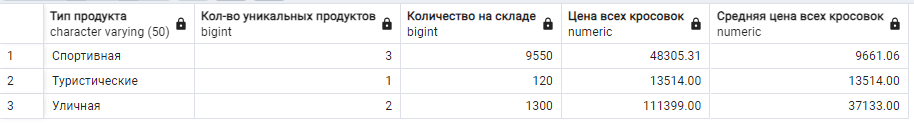 Тип продукта Кол-во уникальных продуктов Количество на складе Цена всех кросовок Средняя цена всех кросовок
character varying (50) bigint bigint numeric numeric
1 Спортивная 3 9550 48305.31 9661.06
2 Туристические 1 120 13514.00 13514.00
3 Уличная 2 1300 111399.00 37133.00